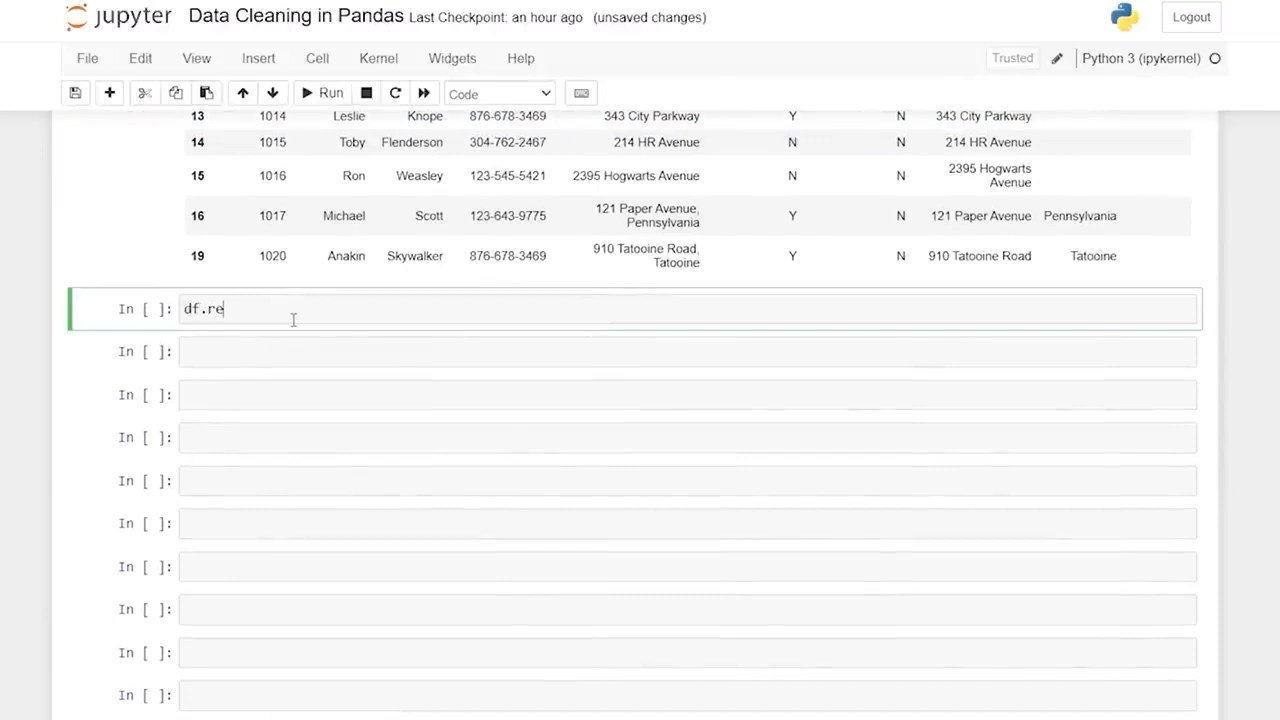 jupyter Data Cleaning in Pandas Last Checkpoint: an hour ago (unsaved changes) Logout
File Edit View Insert Cell Kernel Widgets Help Trusted Python 3 (ipykernel)
Run Code
13 1014 Leslie Knope 876-678-3469 343 City Parkway Y N 343 City Parkway
14 1015 Toby Flenderson 304-762-2467 214 HR Avenue N N 214 HR Avenue
15 1016 Ron Weasley 123-545-5421 2395 Hogwarts Avenue N N 2395 Hogwarts
Avenue
16 1017 Michael Scott 123-643-9775 121 Paper Avenue,
Pennsylvania Y N 121 Paper Avenue Pennsylvania
19 1020 Anakin Skywalker 876-678-3469 910 Tatooine Road,
Tatooine Y N 910 Tatooine Road Tatooine
In [ ]: df.re
In [ ]:
In [ ]:
In [ ]:
In [ ]:
In [ ]:
In [ ]:
In [ ]:
In [ ]:
In [ ]: